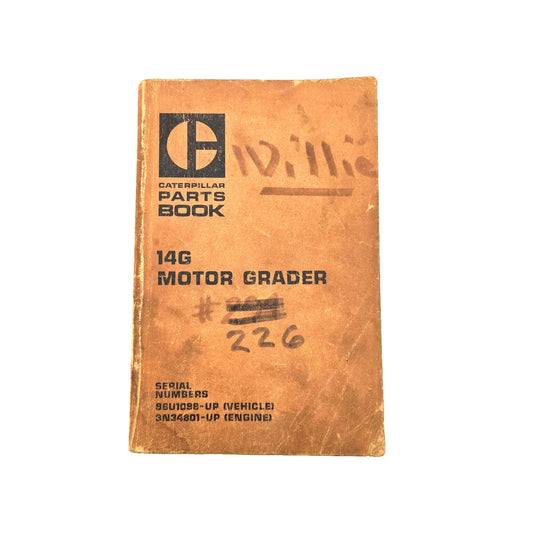 Willie
CATERPILLAR
PARTS
BOOK
14G
MOTOR GRADER
#
226
SERIAL
NUMBERS
96U1098-UP (VEHICLE)
3N34801-UP (ENGINE)